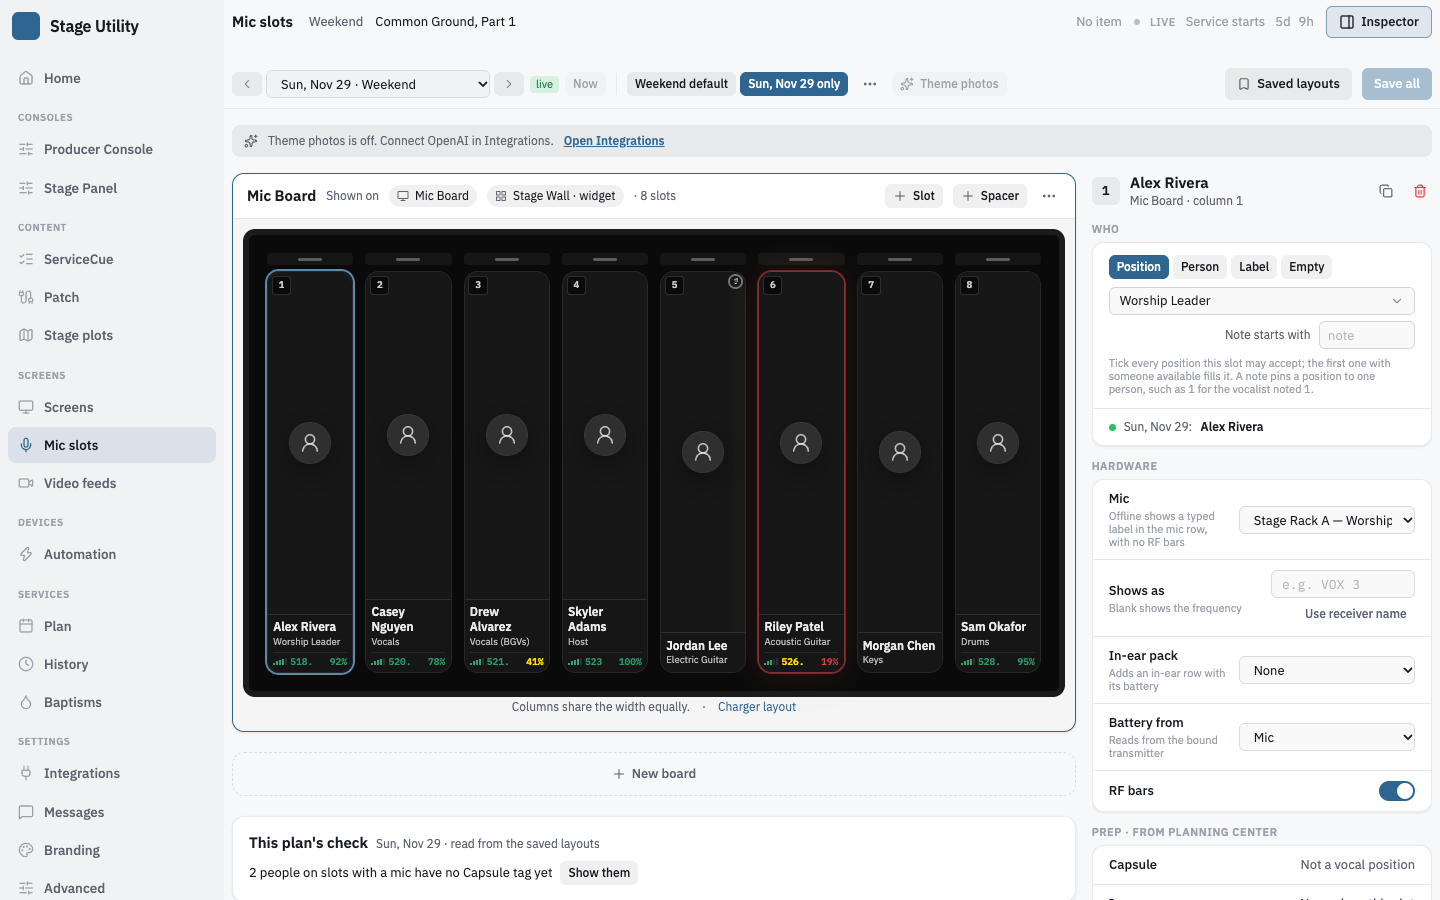 Stage Utility
Home
CONSOLES
Producer Console
Stage Panel
CONTENT
ServiceCue
Patch
Stage plots
SCREENS
Screens
Mic slots
Video feeds
DEVICES
Automation
SERVICES
Plan
History
Baptisms
SETTINGS
Integrations
Messages
Branding
Advanced
Mic slots Weekend Common Ground, Part 1
No item LIVE Service starts 5d 9h Inspector
Sun, Nov 29 · Weekend live Now Weekend default Sun, Nov 29 only Theme photos Saved layouts Save all
Theme photos is off. Connect OpenAI in Integrations. Open Integrations
Mic Board Shown on Mic Board Stage Wall · widget · 8 slots Slot Spacer
1 2 3 4 5 6 7 8
Alex Rivera
Worship Leader
518. 92%
Casey
Nguyen
Vocals
520. 78%
Drew
Alvarez
Vocals (BGVs)
521. 41%
Skyler
Adams
Host
523 100%
Jordan Lee
Electric Guitar
Riley Patel
Acoustic Guitar
526. 19%
Morgan Chen
Keys
Sam Okafor
Drums
528. 95%
Columns share the width equally. · Charger layout
New board
This plan's check Sun, Nov 29 · read from the saved layouts
2 people on slots with a mic have no Capsule tag yet Show them
1 Alex Rivera
Mic Board · column 1
WHO
Position Person Label Empty
Worship Leader
Note starts with note
Tick every position this slot may accept; the first one with
someone available fills it. A note pins a position to one
person, such as 1 for the vocalist noted 1.
Sun, Nov 29: Alex Rivera
HARDWARE
Mic
Offline shows a typed
label in the mic row,
with no RF bars
Stage Rack A — Worship
Shows as
Blank shows the frequency
e.g. VOX 3
Use receiver name
In-ear pack
Adds an in-ear row with
its battery
None
Battery from
Reads from the bound
transmitter
Mic
RF bars
PREP · FROM PLANNING CENTER
Capsule Not a vocal position